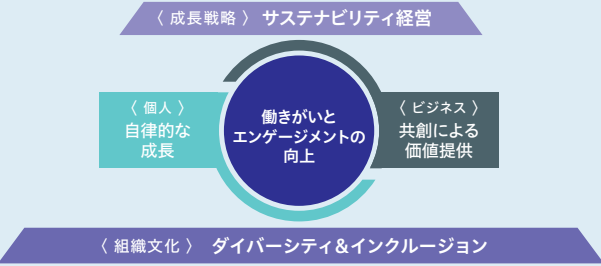 〈 成長戦略 〉 サステナビリティ経営
〈 個人 〉
自律的な
成長
働きがいと
エンゲージメントの
向上
〈 ビジネス 〉
共創による
価値提供
〈 組織文化 〉 ダイバーシティ&インクルージョン